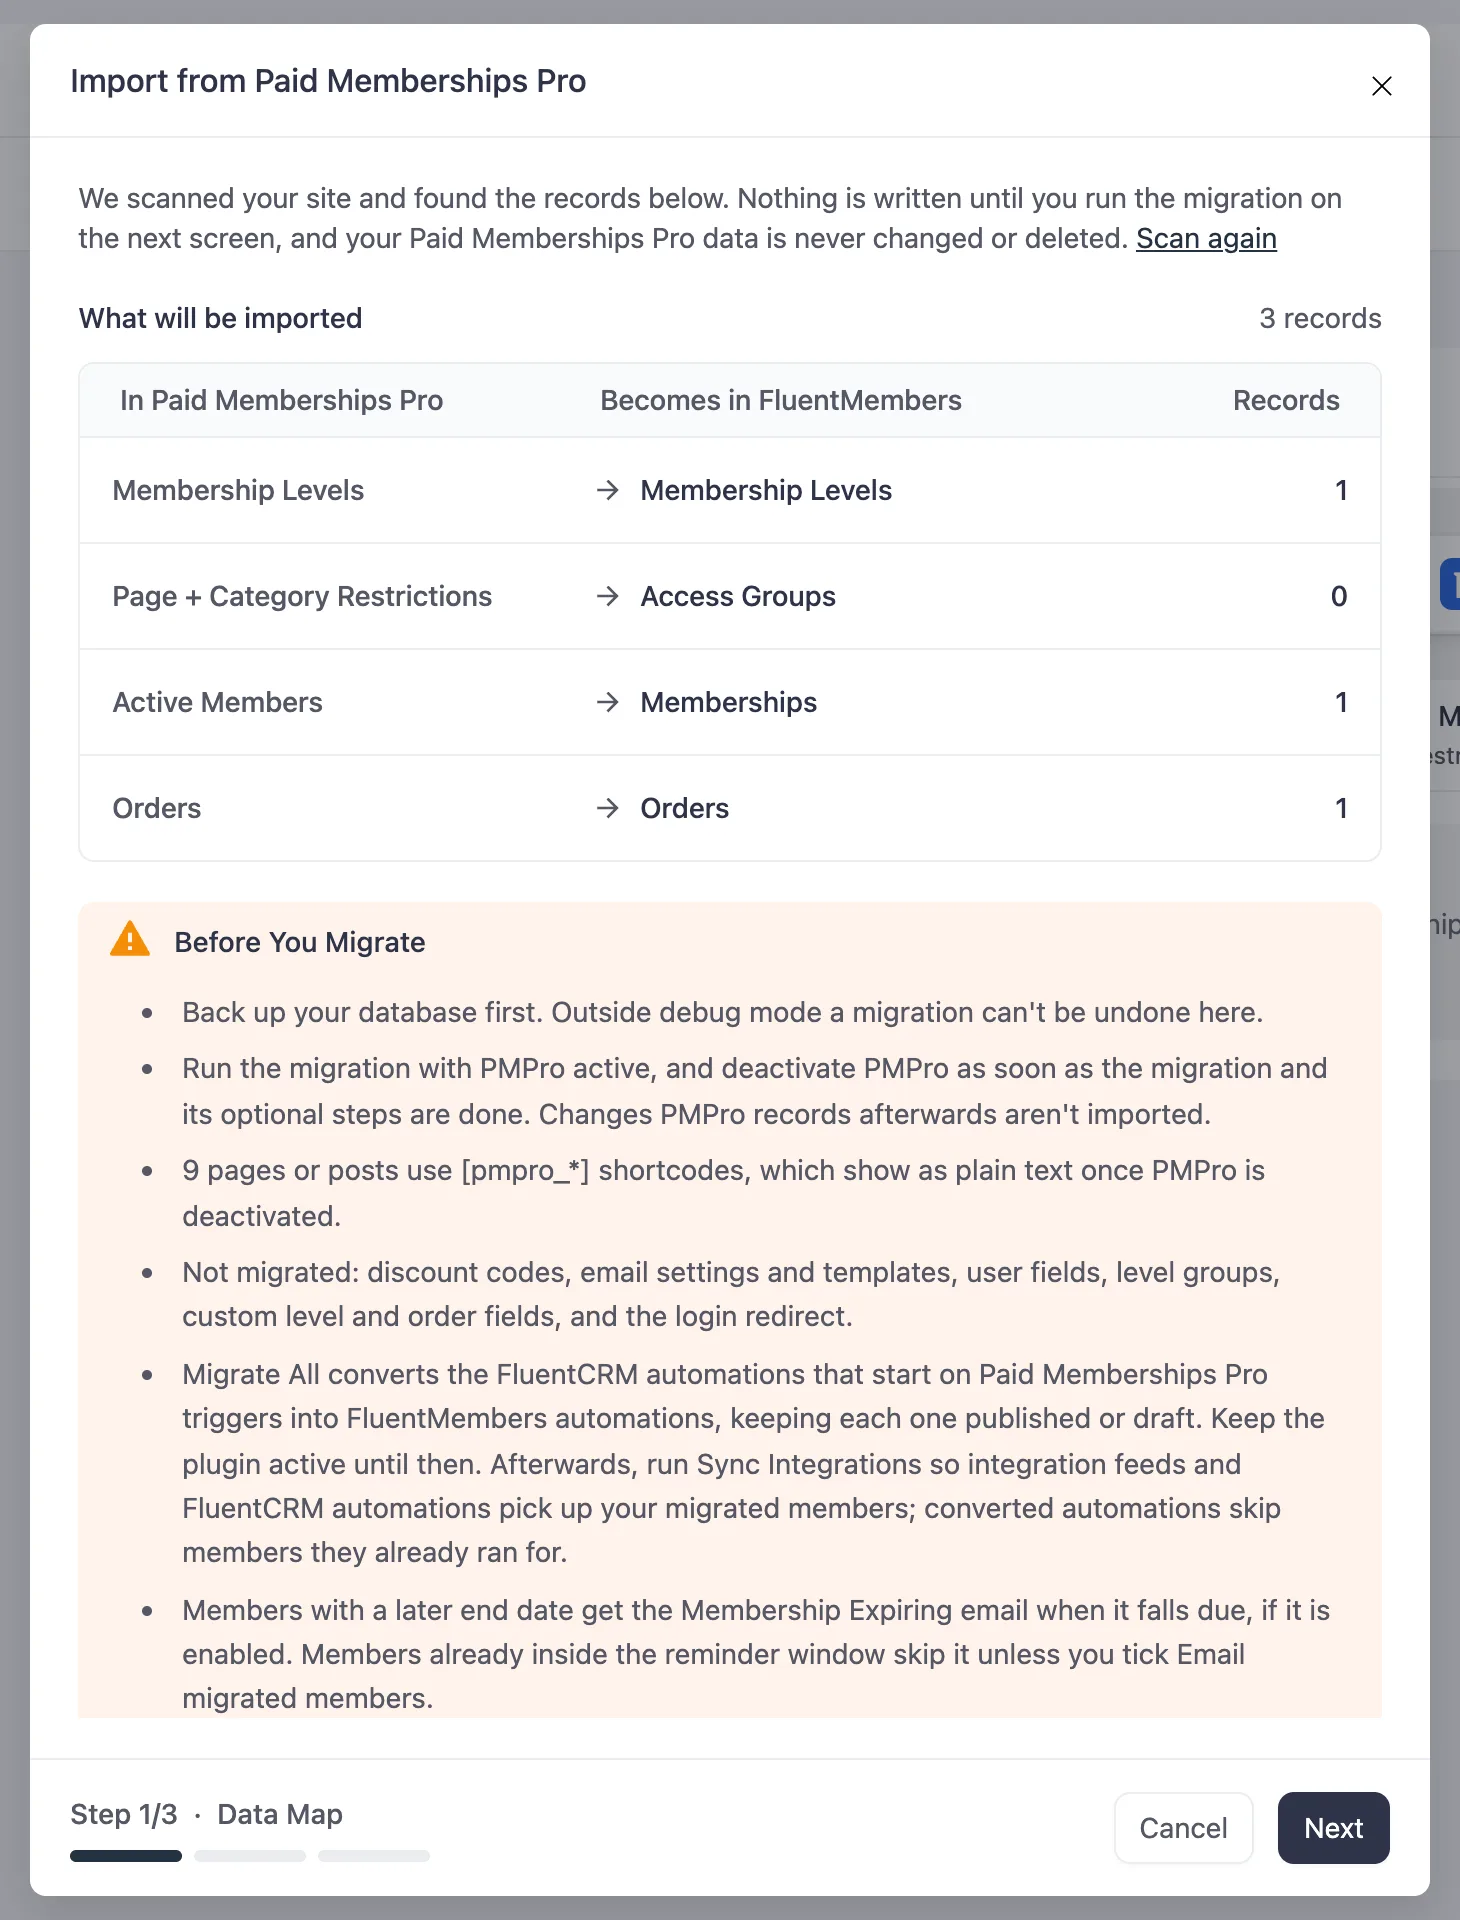 Import from Paid Memberships Pro
We scanned your site and found the records below. Nothing is written until you run the migration on
the next screen, and your Paid Memberships Pro data is never changed or deleted. Scan again
What will be imported
3 records
In Paid Memberships Pro
Becomes in FluentMembers
Records
Membership Levels
→ Membership Levels
1
Page + Category Restrictions
→ Access Groups
0
Active Members
→ Memberships
1
Orders
→ Orders
1
Before You Migrate
• Back up your database first. Outside debug mode a migration can't be undone here.
• Run the migration with PMPro active, and deactivate PMPro as soon as the migration and
its optional steps are done. Changes PMPro records afterwards aren't imported.
• 9 pages or posts use [pmpro_*] shortcodes, which show as plain text once PMPro is
deactivated.
• Not migrated: discount codes, email settings and templates, user fields, level groups,
custom level and order fields, and the login redirect.
• Migrate All converts the FluentCRM automations that start on Paid Memberships Pro
triggers into FluentMembers automations, keeping each one published or draft. Keep the
plugin active until then. Afterwards, run Sync Integrations so integration feeds and
FluentCRM automations pick up your migrated members; converted automations skip
members they already ran for.
• Members with a later end date get the Membership Expiring email when it falls due, if it is
enabled. Members already inside the reminder window skip it unless you tick Email
migrated members.
Step 1/3 · Data Map
Cancel
Next